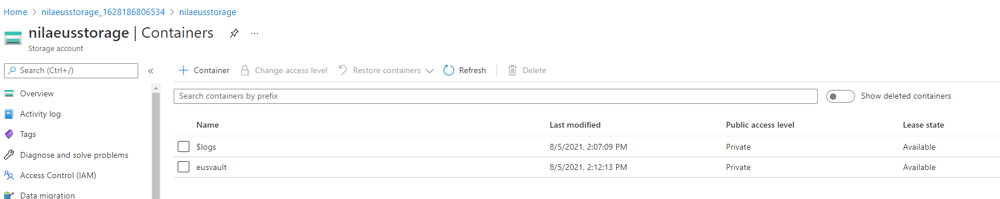 Home > nilaeusstorage_1628186806534 > nilaeusstorage
nilaeusstorage | Containers ...
Storage account
Search (Ctrl+/) «
+ Container Change access level Restore containers Refresh Delete
Overview
Activity log
Tags
Diagnose and solve problems
Access Control (IAM)
Data migration
Search containers by prefix Show deleted containers
Name Last modified Public access level Lease state
$logs 8/5/2021, 2:07:09 PM Private Available
eusvault 8/5/2021, 2:12:13 PM Private Available